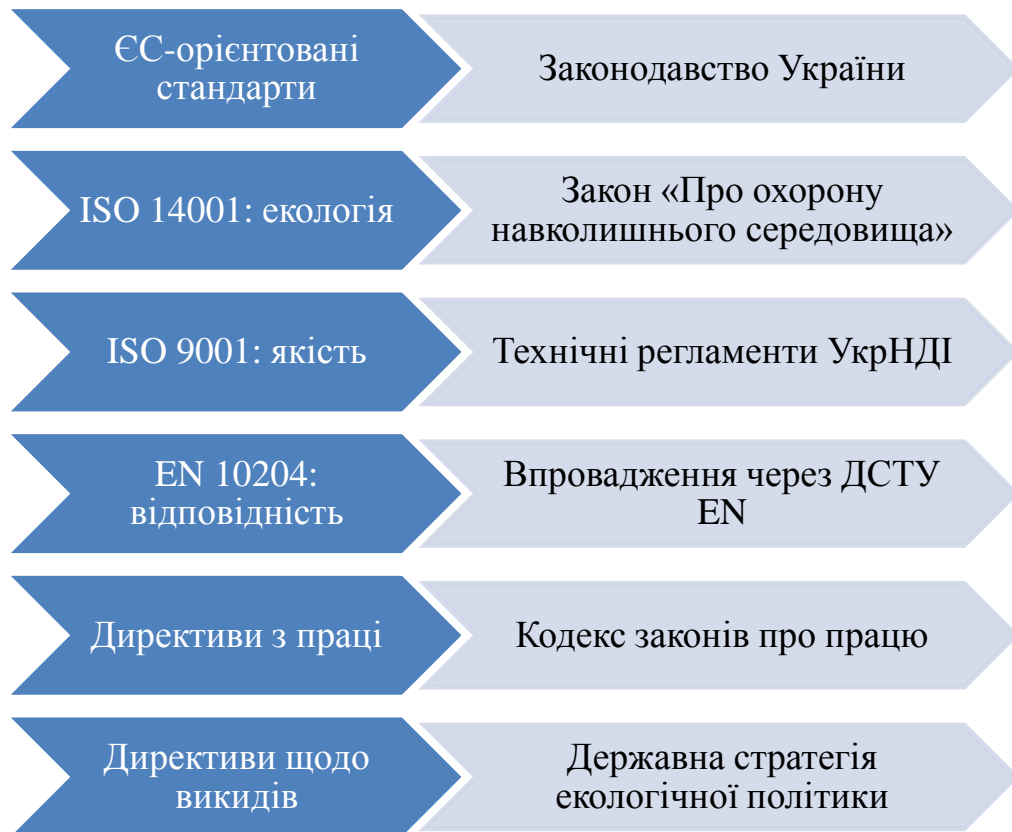 ЄС-орієнтовані
стандарти
Законодавство України
ISO 14001: екологія
Закон «Про охорону
навколишнього середовища»
ISO 9001: якість
Технічні регламенти УкрНДІ
EN 10204:
відповідність
Впровадження через ДСТУ
EN
Директиви з праці
Кодекс законів про працю
Директиви щодо
викидів
Державна стратегія
екологічної політики